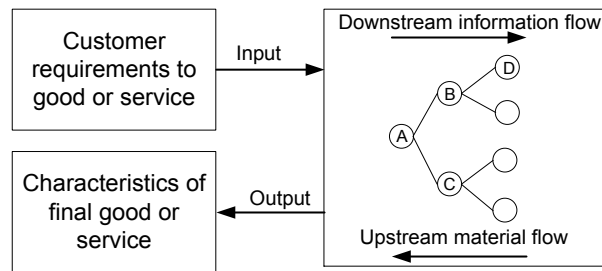 Customer
requirements to
good or service
Input
Characteristics of
final good or
service
Output
Downstream information flow
D
B
A
C
Upstream material flow